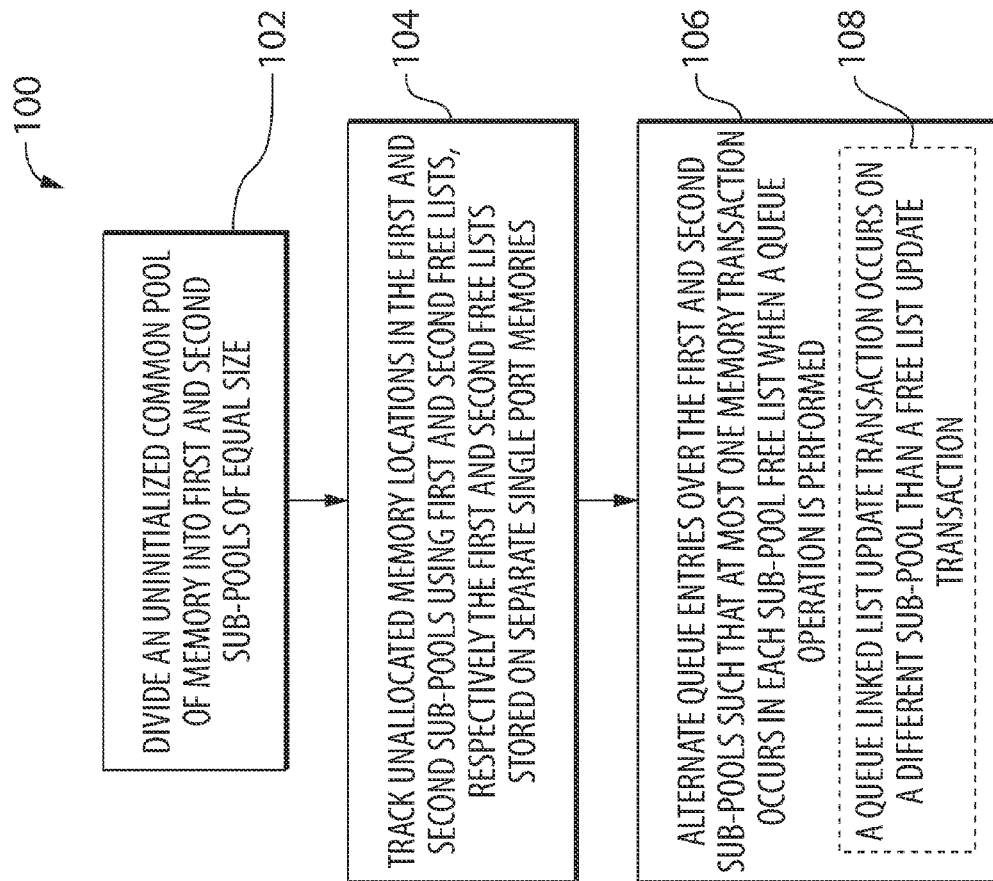 100
DIVIDE AN UNINITIALIZED COMMON POOL
OF MEMORY INTO FIRST AND SECOND
SUB-POOLS OF EQUAL SIZE
102
TRACK UNALLOCATED MEMORY LOCATIONS IN THE FIRST AND
SECOND SUB-POOLS USING FIRST AND SECOND FREE LISTS,
RESPECTIVELY THE FIRST AND SECOND FREE LISTS
STORED ON SEPARATE SINGLE PORT MEMORIES
104
ALTERNATE QUEUE ENTRIES OVER THE FIRST AND SECOND
SUB-POOLS SUCH THAT AT MOST ONE MEMORY TRANSACTION
OCCURS IN EACH SUB-POOL FREE LIST WHEN A QUEUE
OPERATION IS PERFORMED
106
A QUEUE LINKED LIST UPDATE TRANSACTION OCCURS ON
A DIFFERENT SUB-POOL THAN A FREE LIST UPDATE
TRANSACTION
108